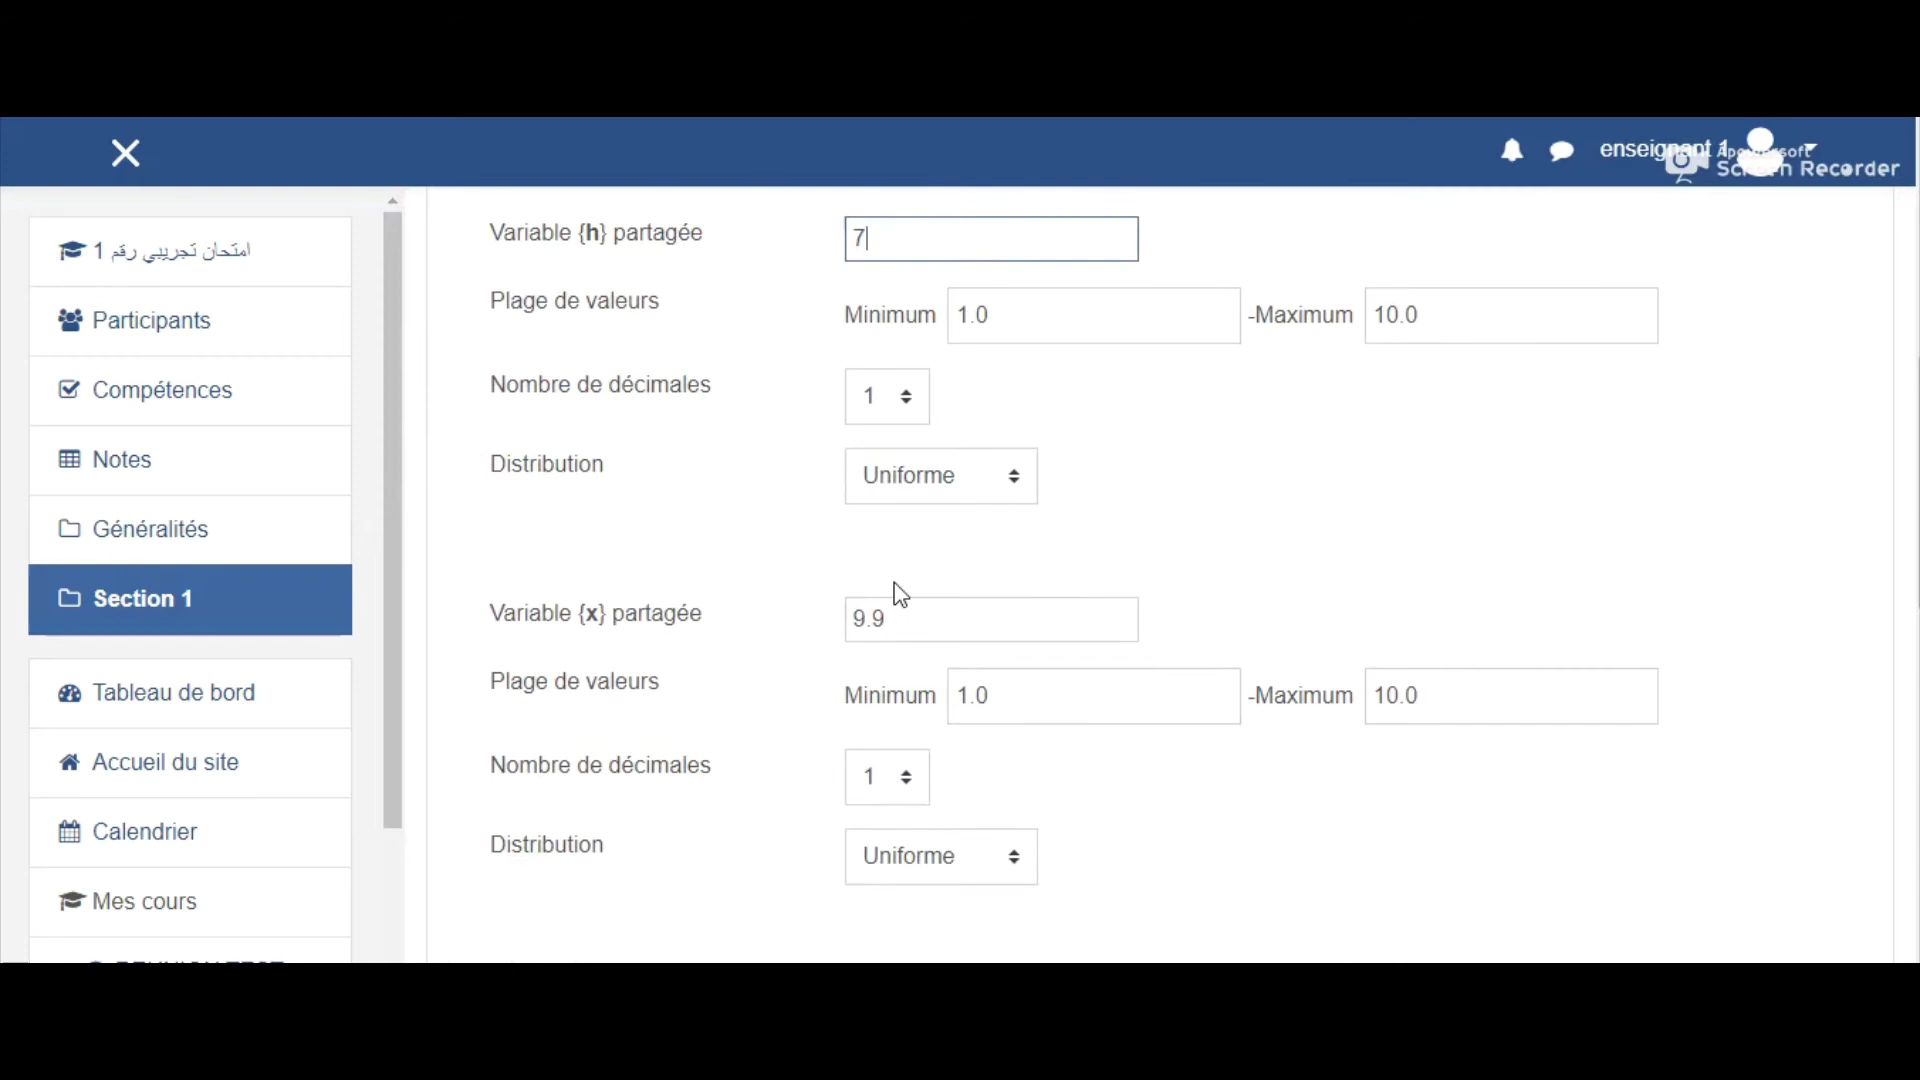 enseignant 1
Apowersoft
Screen Recorder
امتحان تجريبي رقم 1
Participants
Compétences
Notes
Généralités
Section 1
Tableau de bord
Accueil du site
Calendrier
Mes cours
Variable {h} partagée
7
Plage de valeurs
Minimum 1.0 -Maximum 10.0
Nombre de décimales
1
Distribution
Uniforme
Variable {x} partagée
9.9
Plage de valeurs
Minimum 1.0 -Maximum 10.0
Nombre de décimales
1
Distribution
Uniforme